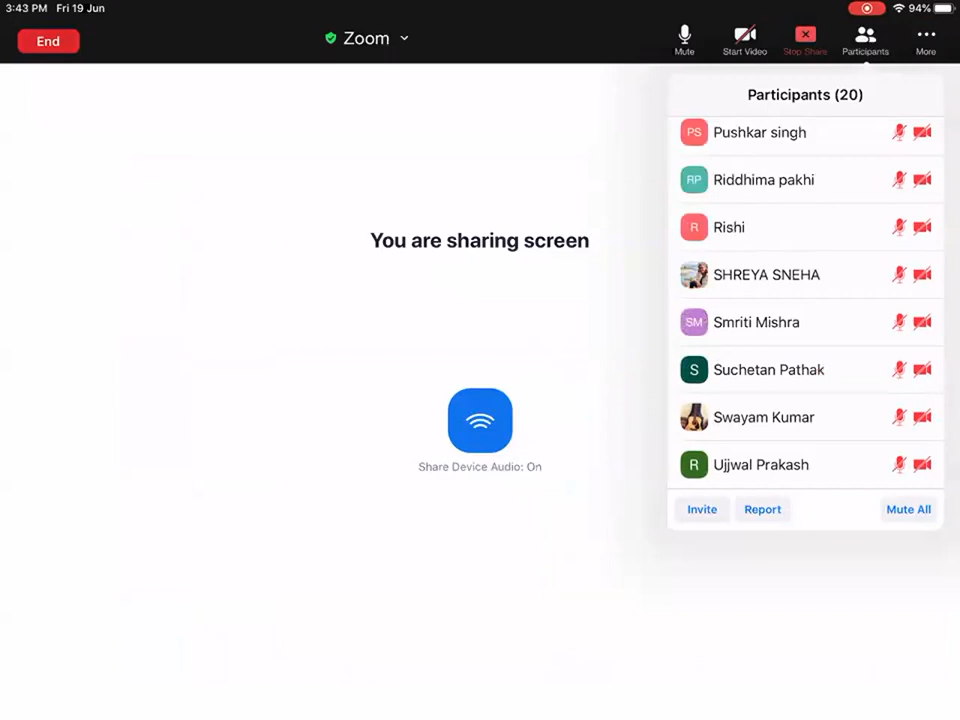 3:43 PM Fri 19 Jun
94%
End
Zoom
Mute
Start Video
Stop Share
Participants
More
Participants (20)
PS Pushkar singh
RP Riddhima pakhi
R Rishi
SHREYA SNEHA
SM Smriti Mishra
S Suchetan Pathak
Swayam Kumar
R Ujjwal Prakash
Invite
Report
Mute All
You are sharing screen
Share Device Audio: On